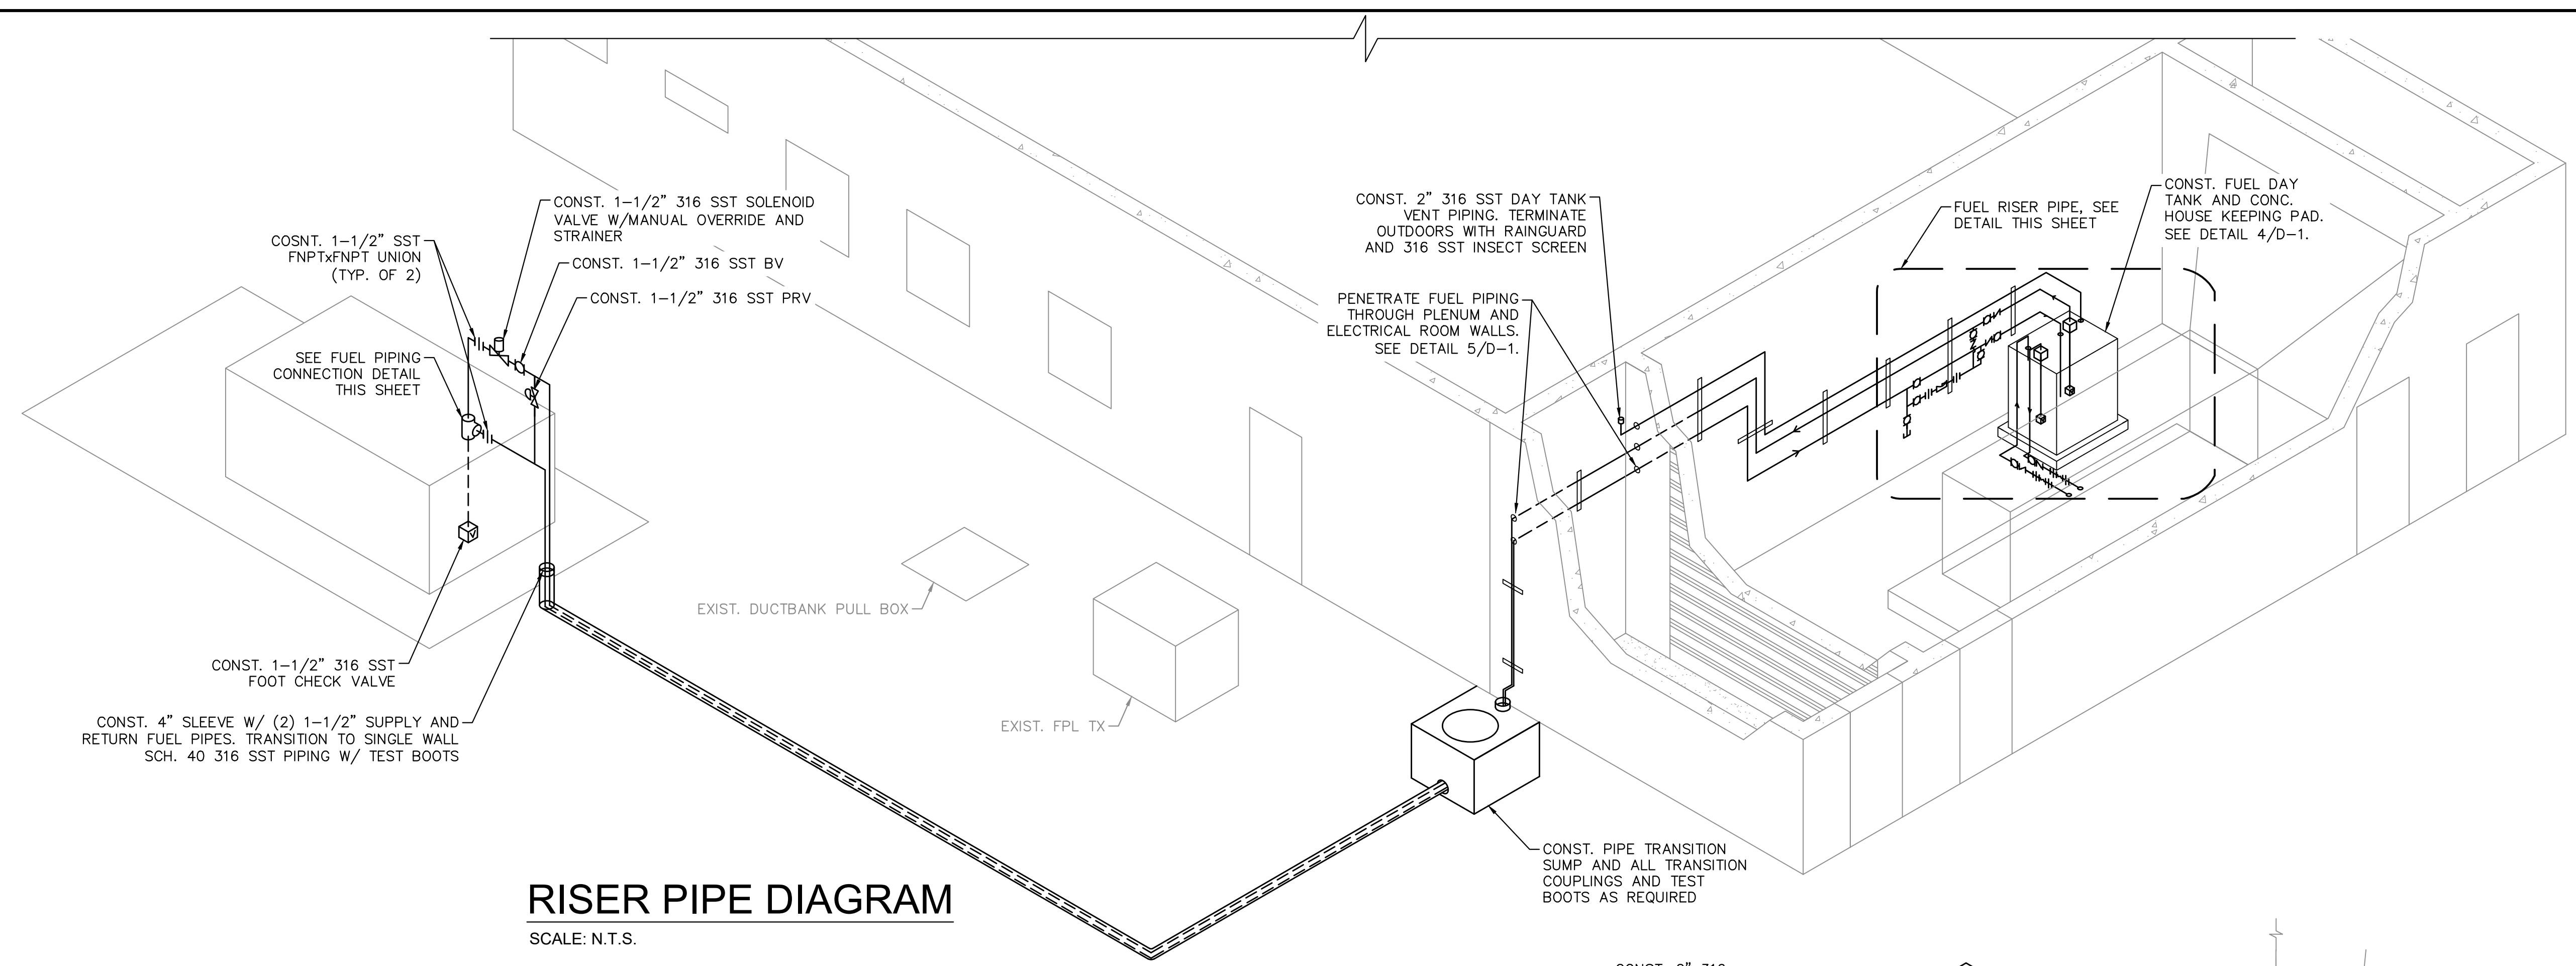 CONST. 1-1/2" 316 SST SOLENOID
VALVE W/MANUAL OVERRIDE AND
STRAINER
COSNT. 1-1/2" SST
FNPTxFNPT UNION
(TYP. OF 2)
CONST. 1-1/2" 316 SST BV
CONST. 1-1/2" 316 SST PRV
SEE FUEL PIPING
CONNECTION DETAIL
THIS SHEET
CONST. 1-1/2" 316 SST
FOOT CHECK VALVE
CONST. 4" SLEEVE W/ (2) 1-1/2" SUPPLY AND
RETURN FUEL PIPES. TRANSITION TO SINGLE WALL
SCH. 40 316 SST PIPING W/ TEST BOOTS
EXIST. DUCTBANK PULL BOX
EXIST. FPL TX
CONST. 2" 316 SST DAY TANK
VENT PIPING. TERMINATE
OUTDOORS WITH RAINGUARD
AND 316 SST INSECT SCREEN
PENETRATE FUEL PIPING
THROUGH PLENUM AND
ELECTRICAL ROOM WALLS.
SEE DETAIL 5/D-1.
FUEL RISER PIPE, SEE
DETAIL THIS SHEET
CONST. FUEL DAY
TANK AND CONC.
HOUSE KEEPING PAD.
SEE DETAIL 4/D-1.
CONST. PIPE TRANSITION
SUMP AND ALL TRANSITION
COUPLINGS AND TEST
BOOTS AS REQUIRED
RISER PIPE DIAGRAM
SCALE: N.T.S.